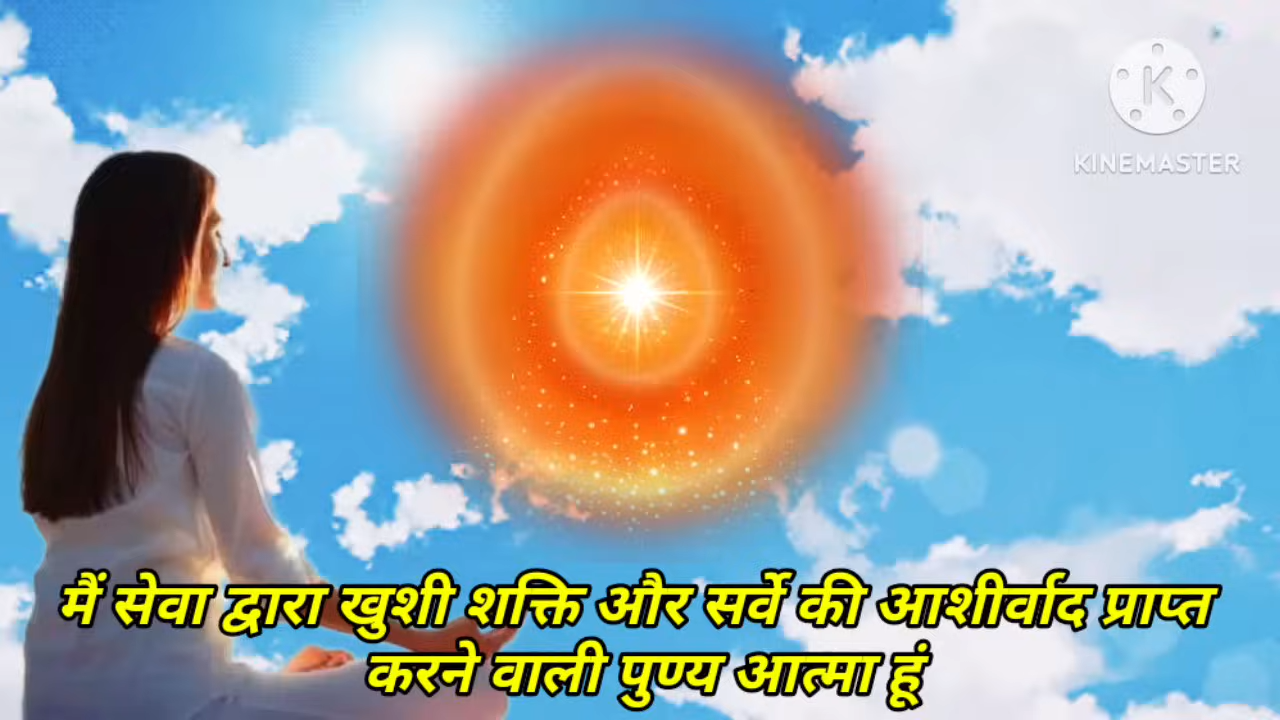 KINEMASTER
मैं सेवा द्वारा खुशी शक्ति और सर्वे की आशीर्वाद प्राप्त
करने वाली पुण्य आत्मा हूं